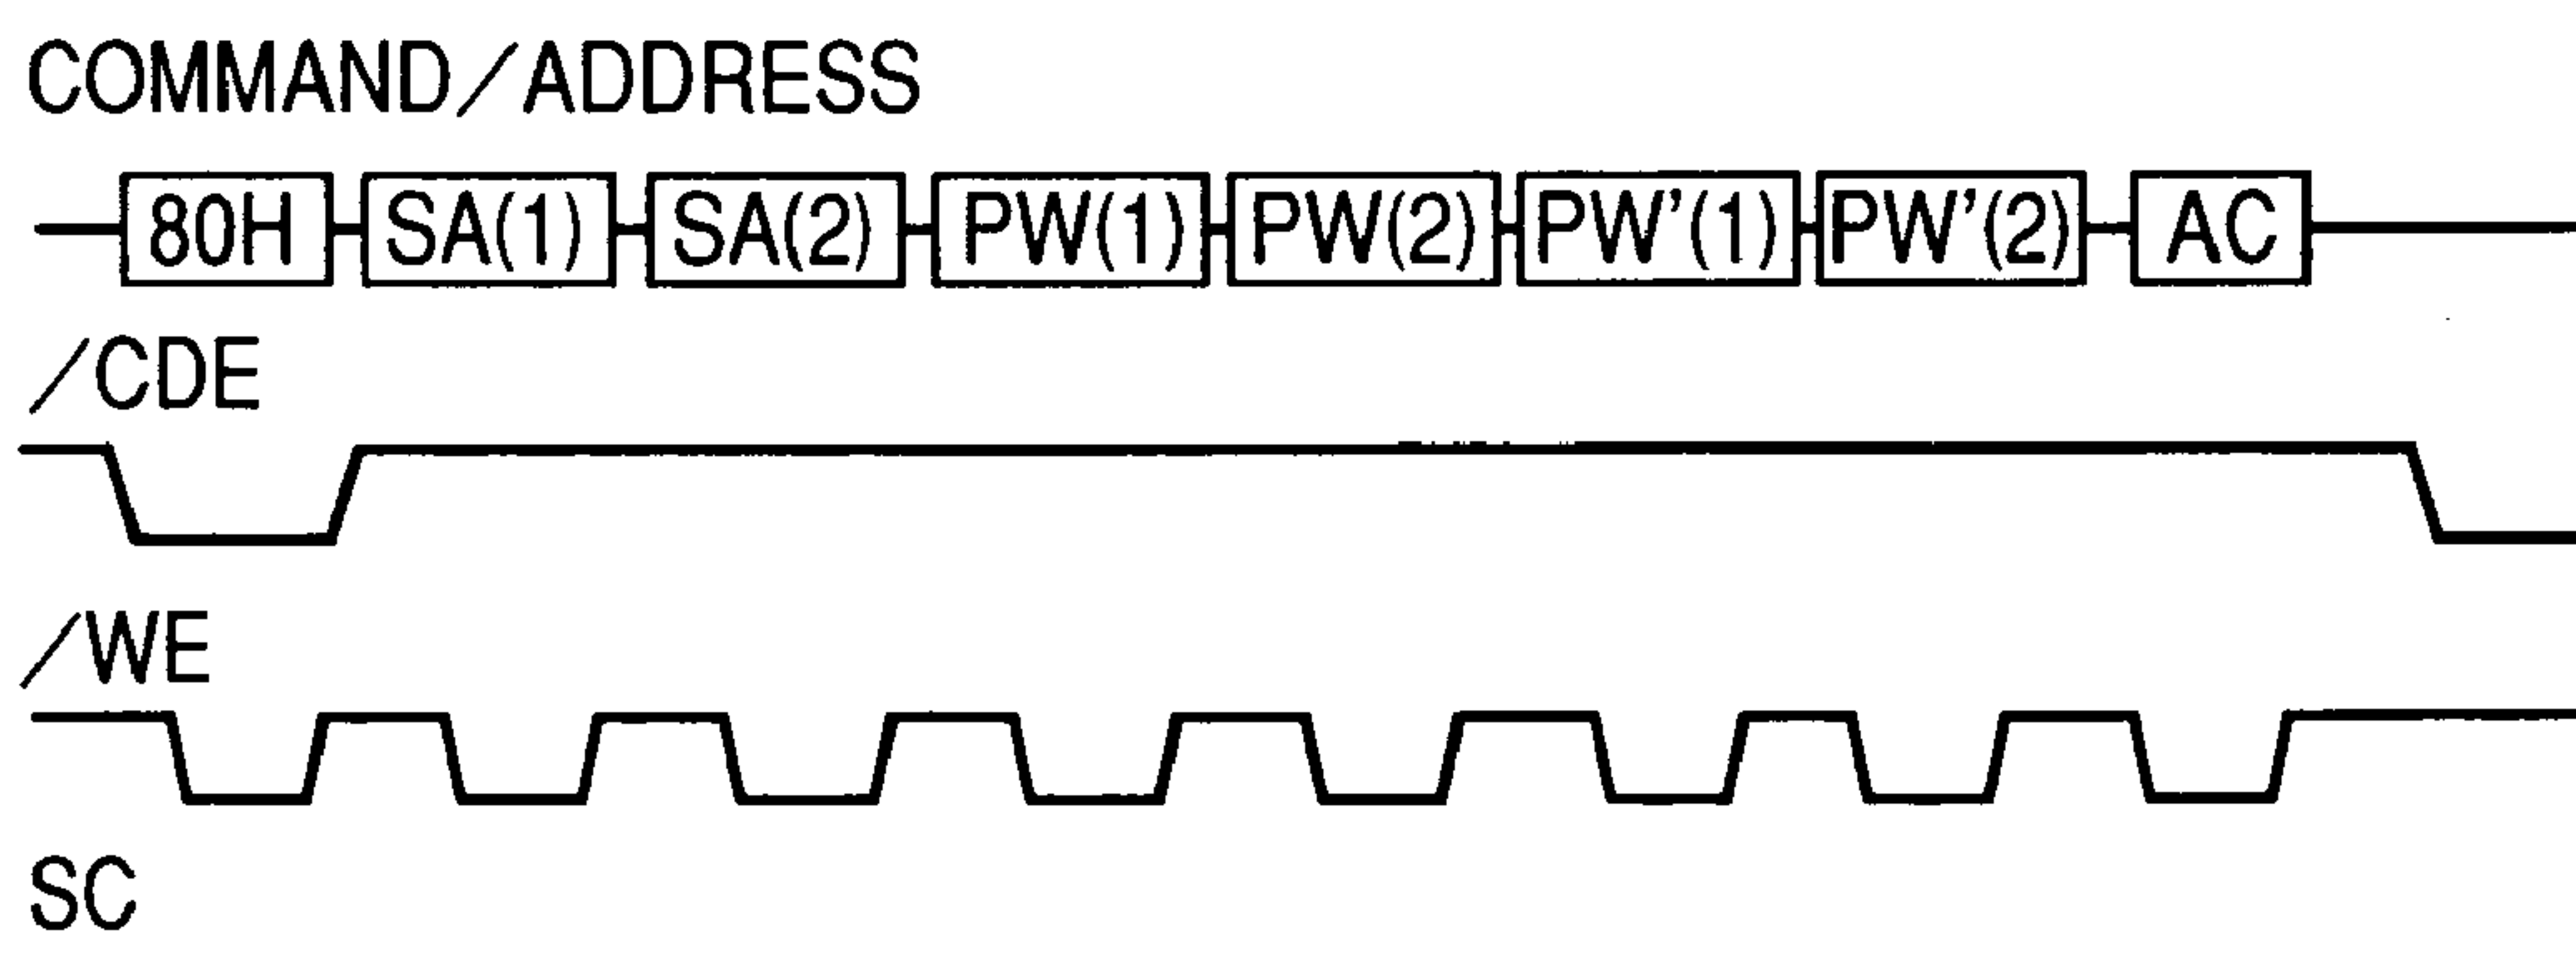 COMMAND/ADDRESS
80H SA(1) SA(2) PW(1) PW(2) PW'(1) PW'(2) AC
/CDE
/WE
SC